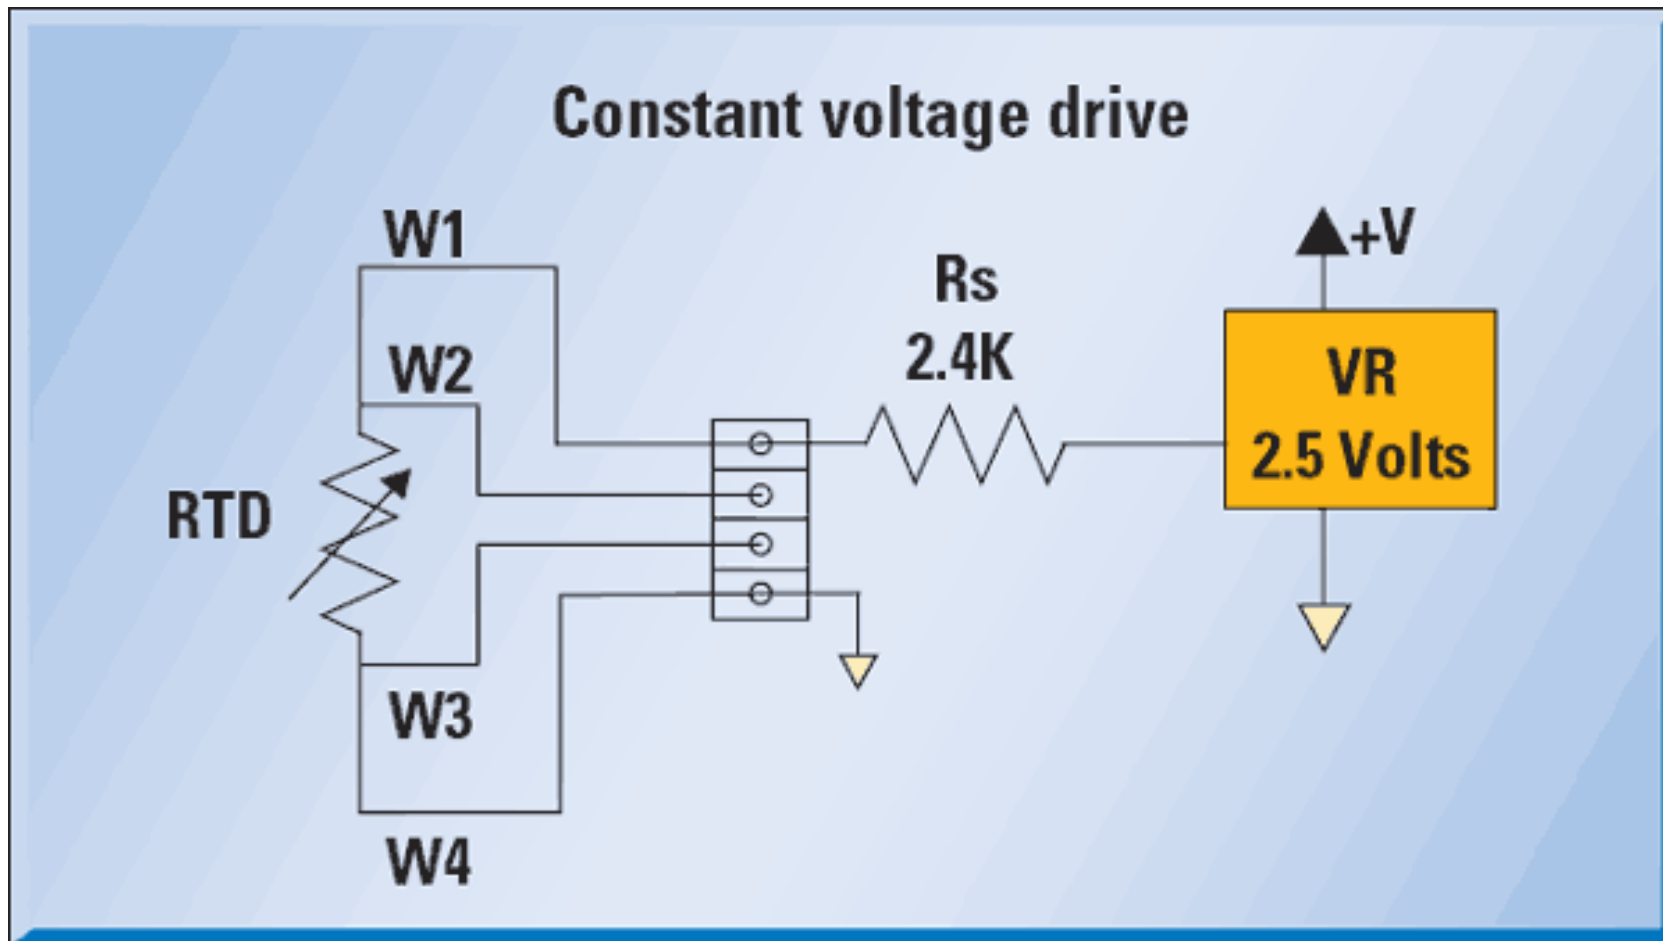 Constant voltage drive
W1
+V
Rs
2.4K
W2
VR
2.5 Volts
RTD
W3
W4